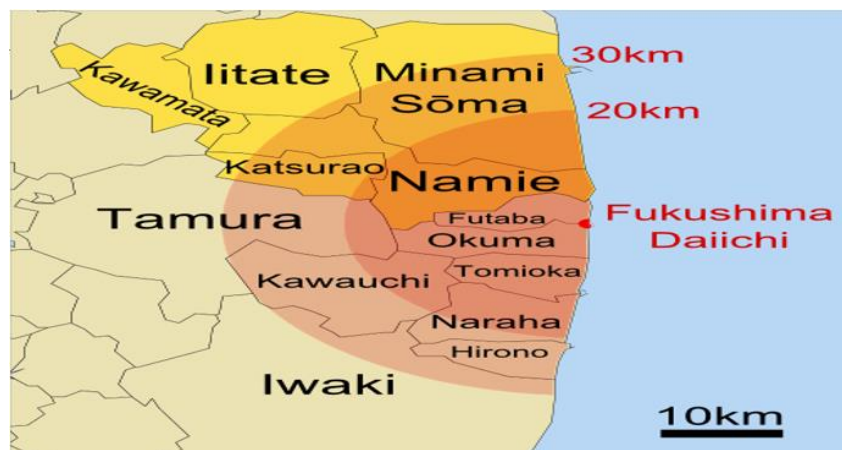 30km
Iitate
Minami
Sōma
Kawamata
20km
Katsurao
Namie
Tamura
Futaba
Fukushima
Daiichi
Okuma
Kawauchi
Tomioka
Naraha
Hirono
Iwaki
10km